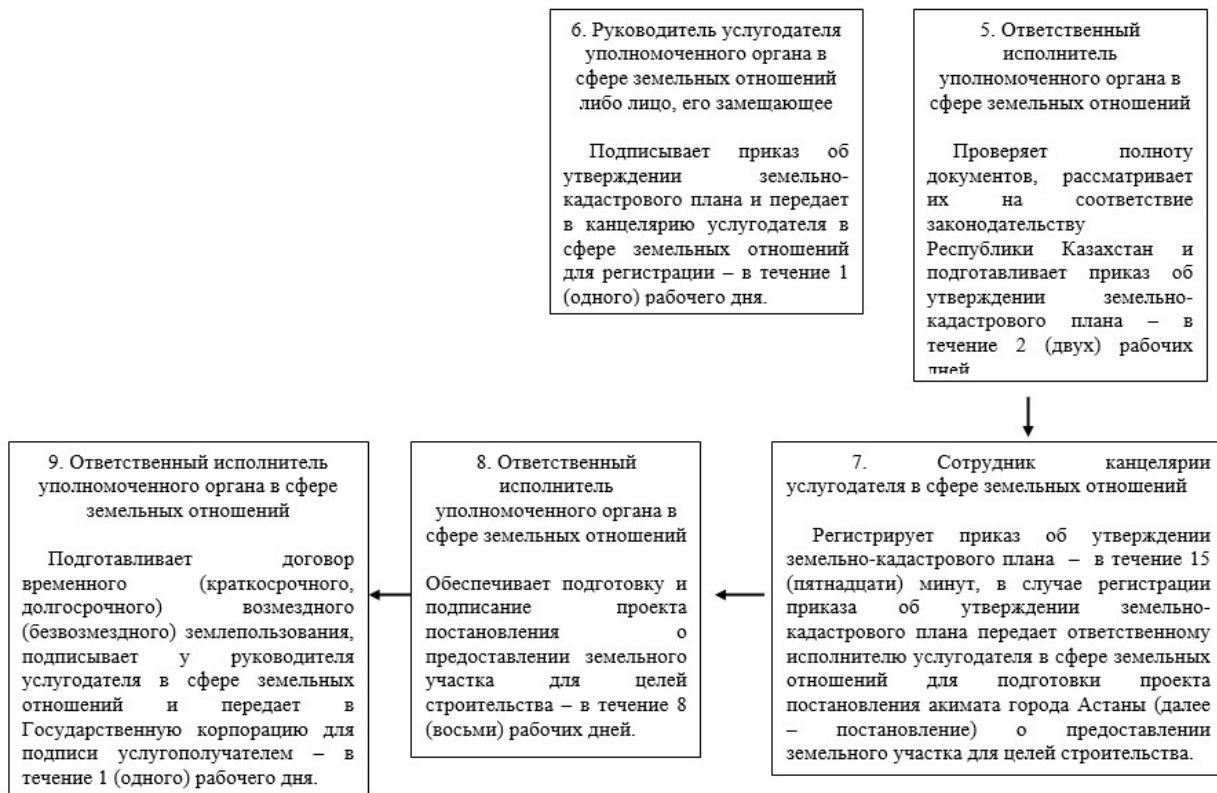 6. Руководитель услугодателя
уполномоченного органа в
сфере земельных отношений
либо лицо, его замещающее
Подписывает приказ об
утверждении земельно-
кадастрового плана и передает
в канцелярию услугодателя в
сфере земельных отношений
для регистрации – в течение 1
(одного) рабочего дня.
5. Ответственный
исполнитель
уполномоченного органа в
сфере земельных отношений
Проверяет полноту
документов, рассматривает
их на соответствие
законодательству
Республики Казахстан и
подготавливает приказ об
утверждении земельно-
кадастрового плана – в
течение 2 (двух) рабочих
дней
9. Ответственный исполнитель
уполномоченного органа в сфере
земельных отношений
Подготавливает договор
временного (краткосрочного,
долгосрочного) возмездного
(безвозмездного) землепользования,
подписывает у руководителя
услугодателя в сфере земельных
отношений и передает в
Государственную корпорацию для
подписи услугополучателем – в
течение 1 (одного) рабочего дня.
8. Ответственный
исполнитель
уполномоченного органа в
сфере земельных отношений
Обеспечивает подготовку и
подписание проекта
постановления о
предоставлении земельного
участка для целей
строительства – в течение 8
(восьми) рабочих дней.
7. Сотрудник канцелярии
услугодателя в сфере земельных отношений
Регистрирует приказ об утверждении
земельно-кадастрового плана – в течение 15
(пятнадцати) минут, в случае регистрации
приказа об утверждении земельно-
кадастрового плана передает ответственному
исполнителю услугодателя в сфере земельных
отношений для подготовки проекта
постановления акимата города Астаны (далее
– постановление) о предоставлении
земельного участка для целей строительства.